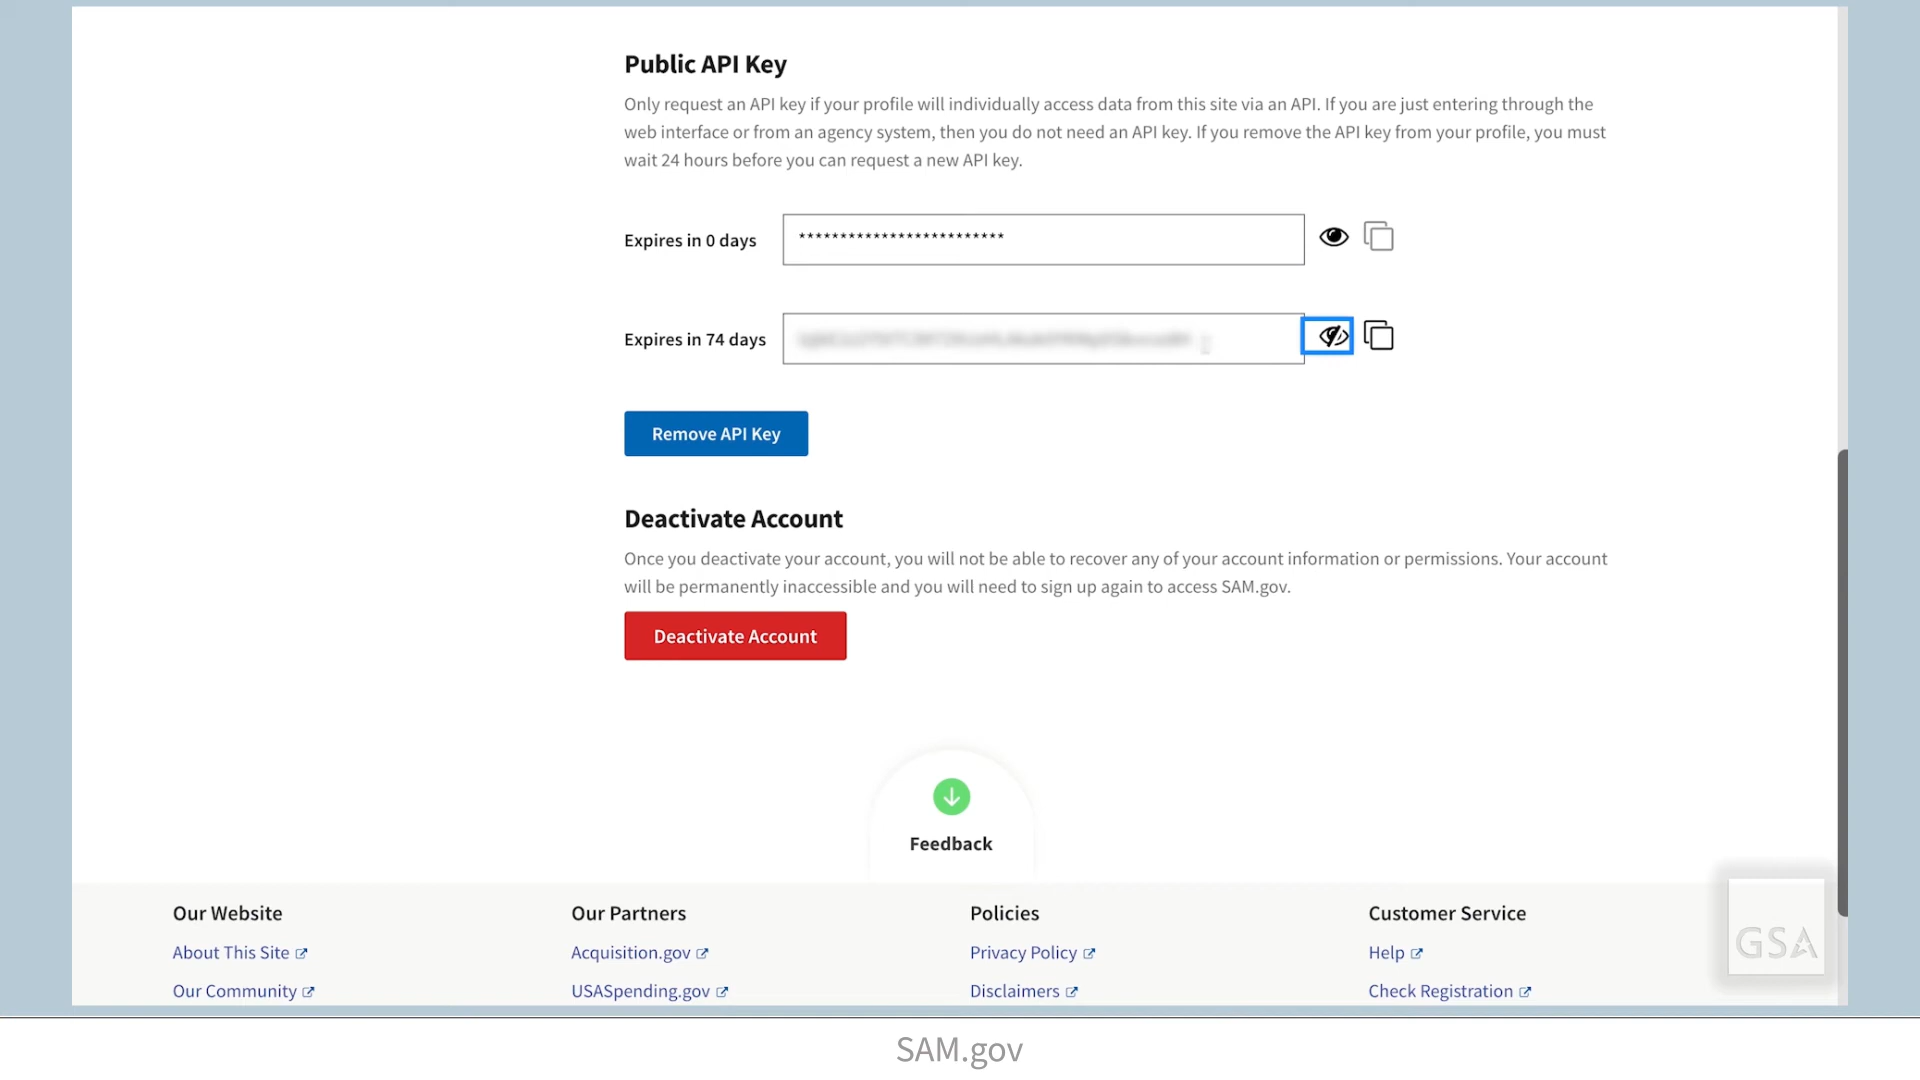 Public API Key
Only request an API key if your profile will individually access data from this site via an API. If you are just entering through the
web interface or from an agency system, then you do not need an API key. If you remove the API key from your profile, you must
wait 24 hours before you can request a new API key.
Expires in 0 days *************************
Expires in 74 days
Remove API Key
Deactivate Account
Once you deactivate your account, you will not be able to recover any of your account information or permissions. Your account
will be permanently inaccessible and you will need to sign up again to access SAM.gov.
Deactivate Account
Feedback
Our Website Our Partners Policies Customer Service
About This Site Acquisition.gov Privacy Policy Help
Our Community USASpending.gov Disclaimers Check Registration
GSA
SAM.gov